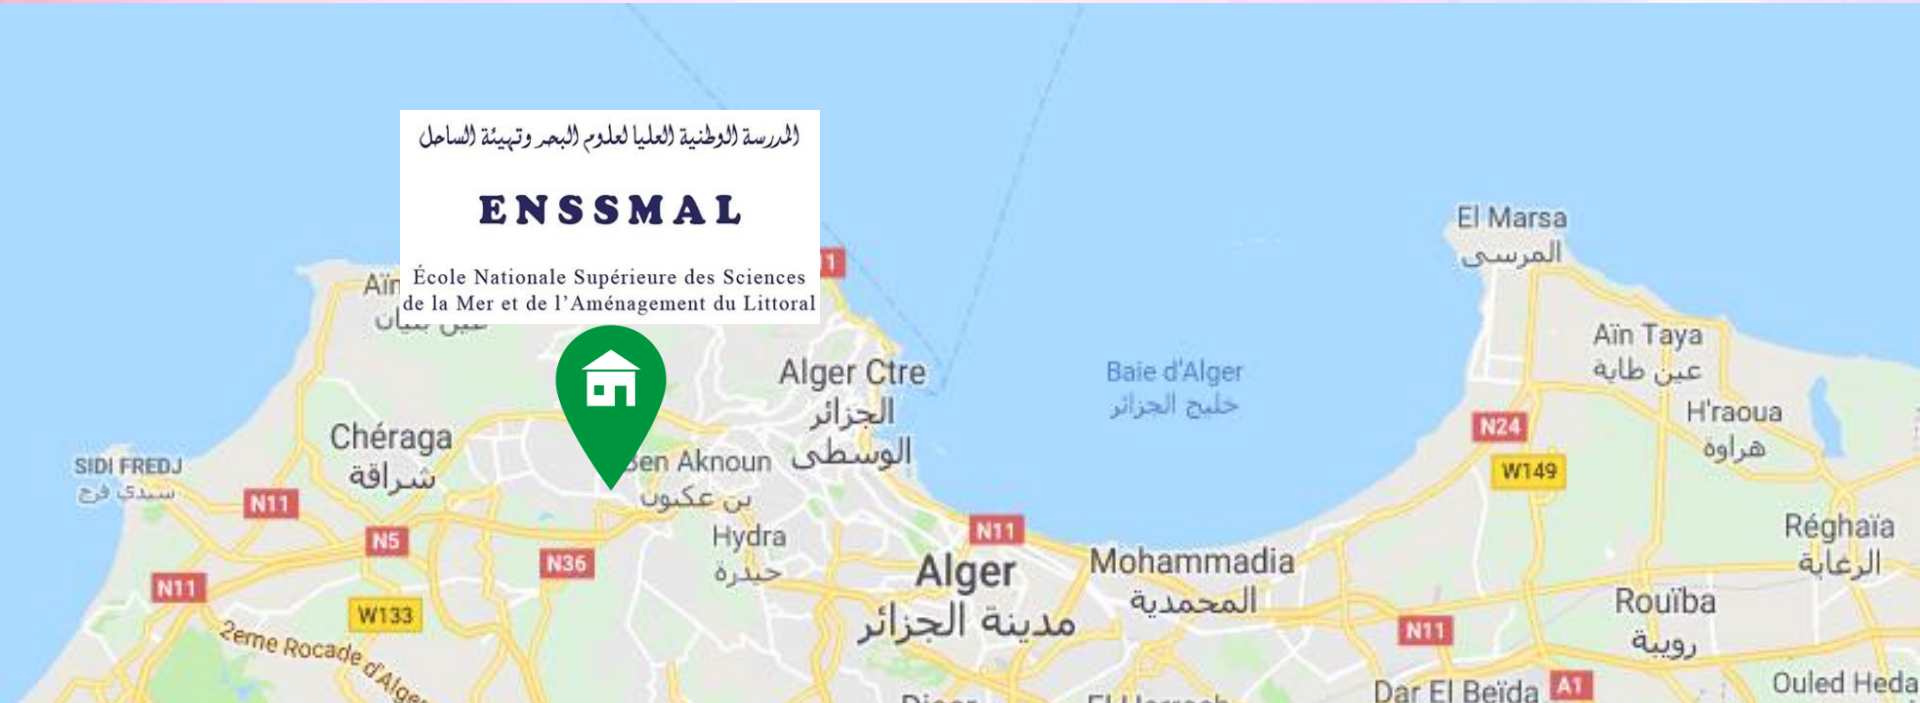 المدرسة الوطنية العليا لعلوم البحر وتهيئة الساحل
ENSSMAL
École Nationale Supérieure des Sciences
de la Mer et de l'Aménagement du Littoral
El Marsa
المرسى
Aïn Taya
عين طاية
Alger Ctre
الجزائر
الوسطى
Baie d'Alger
خليج الجزائر
H'raoua
هراوة
N24
W149
Chéraga
شراقة
SIDI FREDJ
سيدي فرج
Ben Aknoun
بن عكنون
N11
N5
N36
Hydra
حيدرة
N11
Alger
مدينة الجزائر
Mohammadia
المحمدية
Réghaïa
الرغاية
Rouïba
رويبة
N11
W133
2eme Rocade d'Alger
N11
Dar El Beïda
A1
Ouled Heda